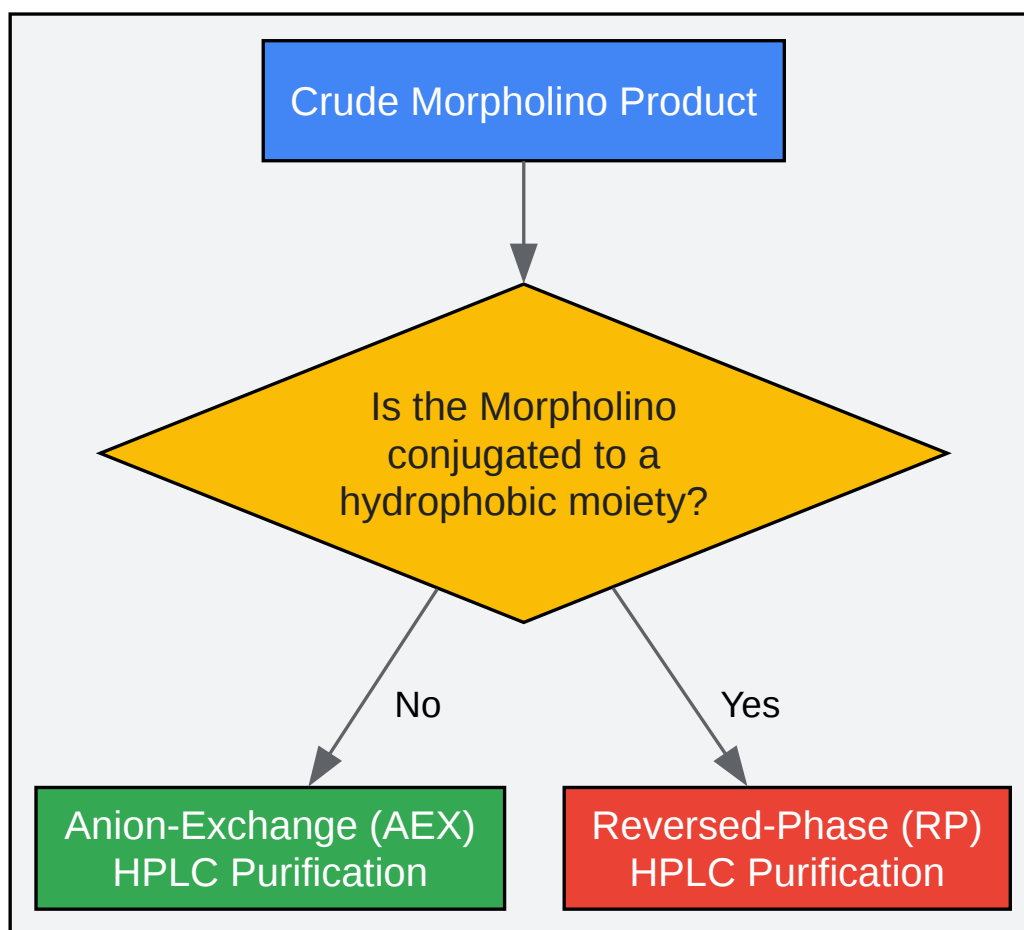 Crude Morpholino Product
Is the Morpholino
conjugated to a
hydrophobic moiety?
No
Yes
Anion-Exchange (AEX)
HPLC Purification
Reversed-Phase (RP)
HPLC Purification